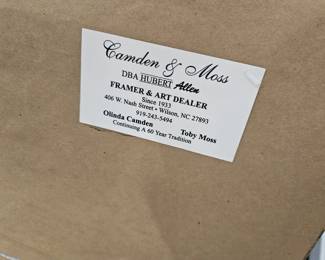 Camden & Moss
DBA HUBERT Allen
FRAMER & ART DEALER
Since 1933
406 W. Nash Street • Wilson, NC 27893
919-243-5494
Olinda Camden Toby Moss
Continuing A 60 Year Tradition